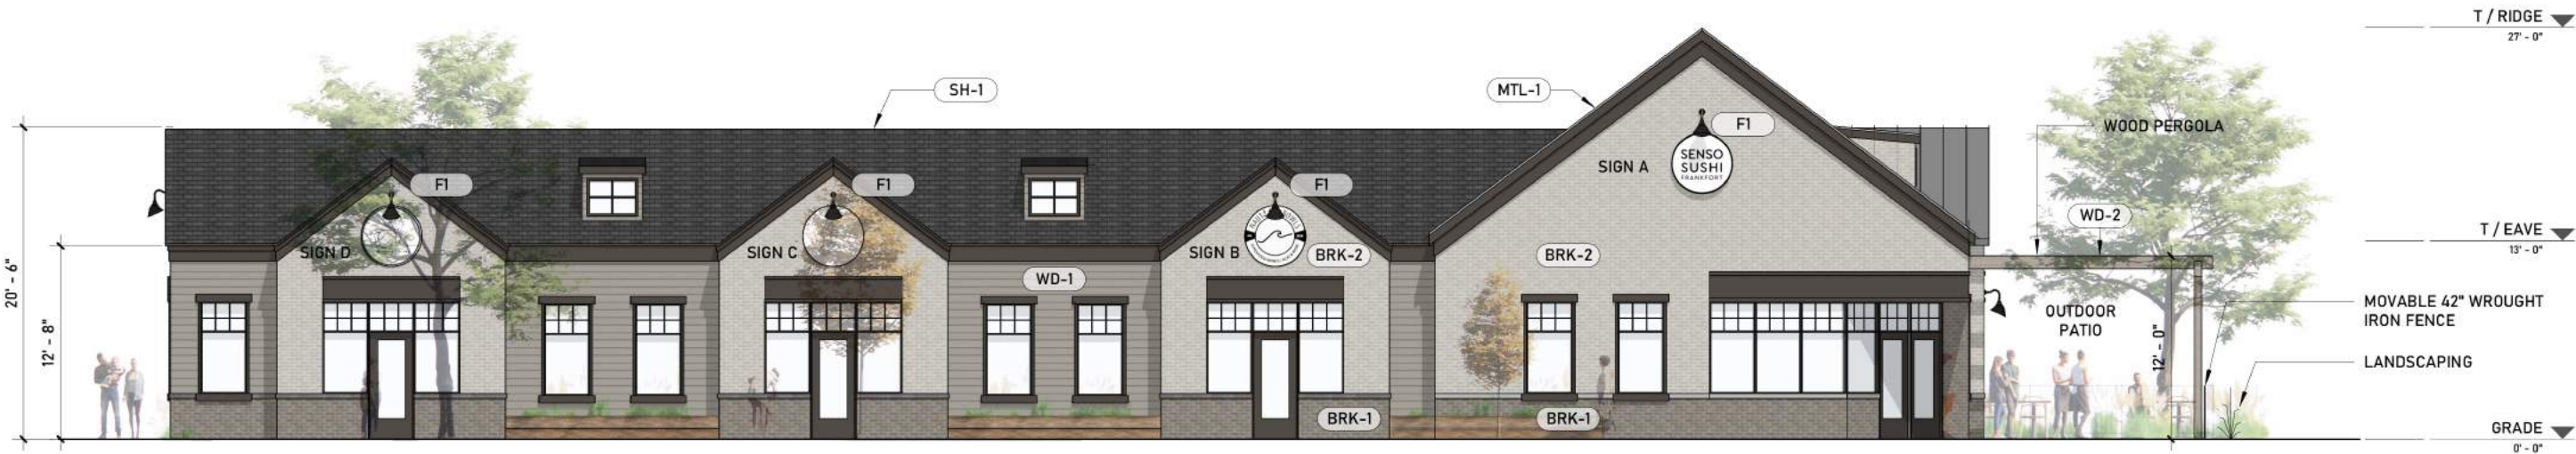 T / RIDGE
27' - 0"
SH-1
MTL-1
F1
SIGN A
SENSO
SUSHI
FRANKFORT
WOOD PERGOLA
F1
F1
F1
WD-2
SIGN D
SIGN C
SIGN B
BRK-2
BRK-2
T / EAVE
13' - 0"
WD-1
20' - 6"
12' - 8"
OUTDOOR
PATIO
12' - 0"
MOVABLE 42" WROUGHT
IRON FENCE
LANDSCAPING
BRK-1
BRK-1
GRADE
0' - 0"